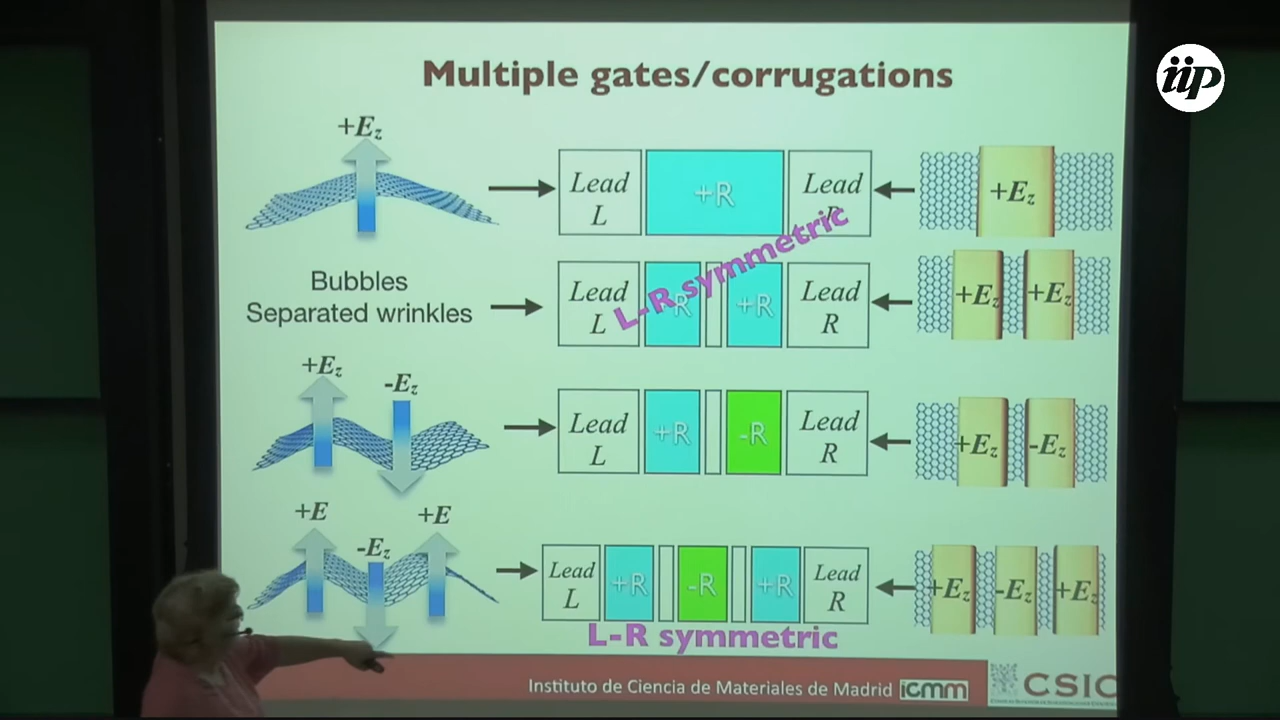 Multiple gates/corrugations
iip
+Ez
Lead
L
+R
Lead
R
+Ez
L-R symmetric
Bubbles
Separated wrinkles
Lead
L
+R
Lead
R
+Ez
+Ez
+Ez
-Ez
Lead
L
+R
-R
Lead
R
+Ez
-Ez
+E
-Ez
+E
Lead
L
+R
-R
+R
Lead
R
+Ez
-Ez
+Ez
L-R symmetric
Instituto de Ciencia de Materiales de Madrid icmm
CSIC